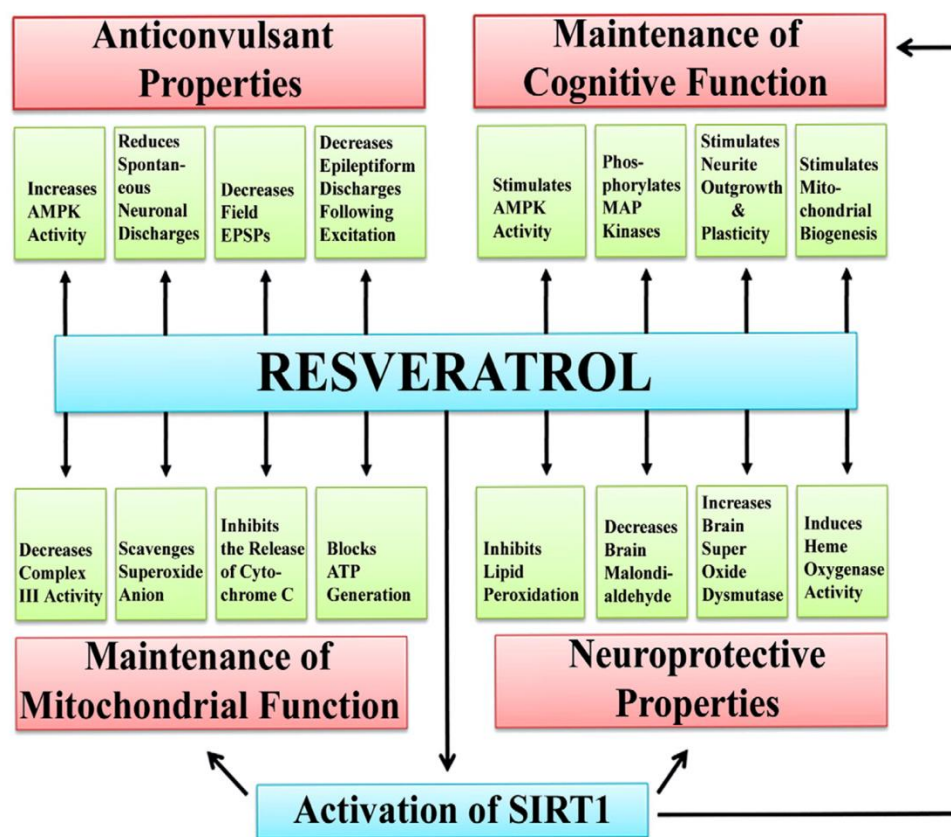 Anticonvulsant
Properties
Maintenance of
Cognitive Function
Increases
AMPK
Activity
Reduces
Spontan-
eous
Neuronal
Discharges
Decreases
Field
EPSPs
Decreases
Epileptiform
Discharges
Following
Excitation
Stimulates
AMPK
Activity
Phos-
phorylates
MAP
Kinases
Stimulates
Neurite
Outgrowth
&
Plasticity
Stimulates
Mito-
chondrial
Biogenesis
RESVERATROL
Decreases
Complex
III Activity
Scavenges
Superoxide
Anion
Inhibits
the Release
of Cyto-
chrome C
Blocks
ATP
Generation
Inhibits
Lipid
Peroxidation
Decreases
Brain
Malondi-
aldehyde
Increases
Brain
Super
Oxide
Dysmutase
Induces
Heme
Oxygenase
Activity
Maintenance of
Mitochondrial Function
Neuroprotective
Properties
Activation of SIRT1